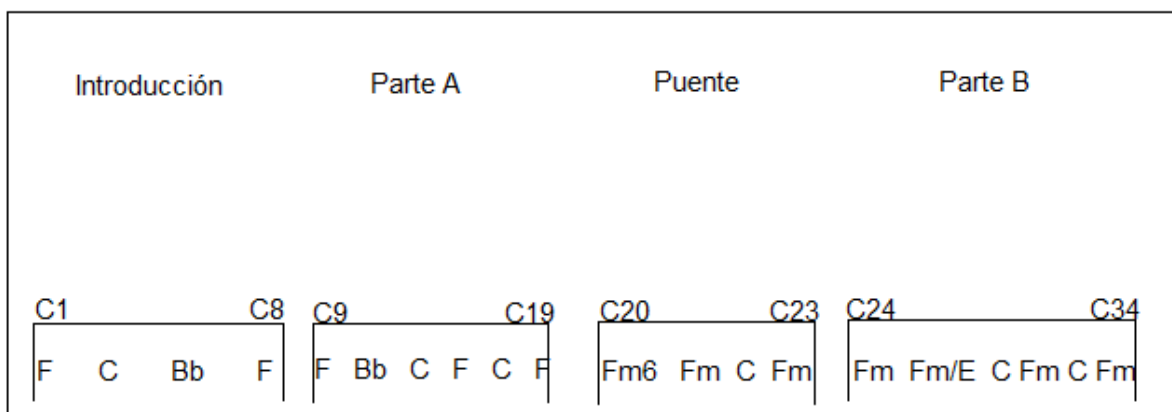 Introducción Parte A Puente Parte B
C1 C8 C9 C19 C20 C23 C24 C34
F C Bb F F Bb C F C F Fm6 Fm C Fm Fm Fm/E C Fm C Fm